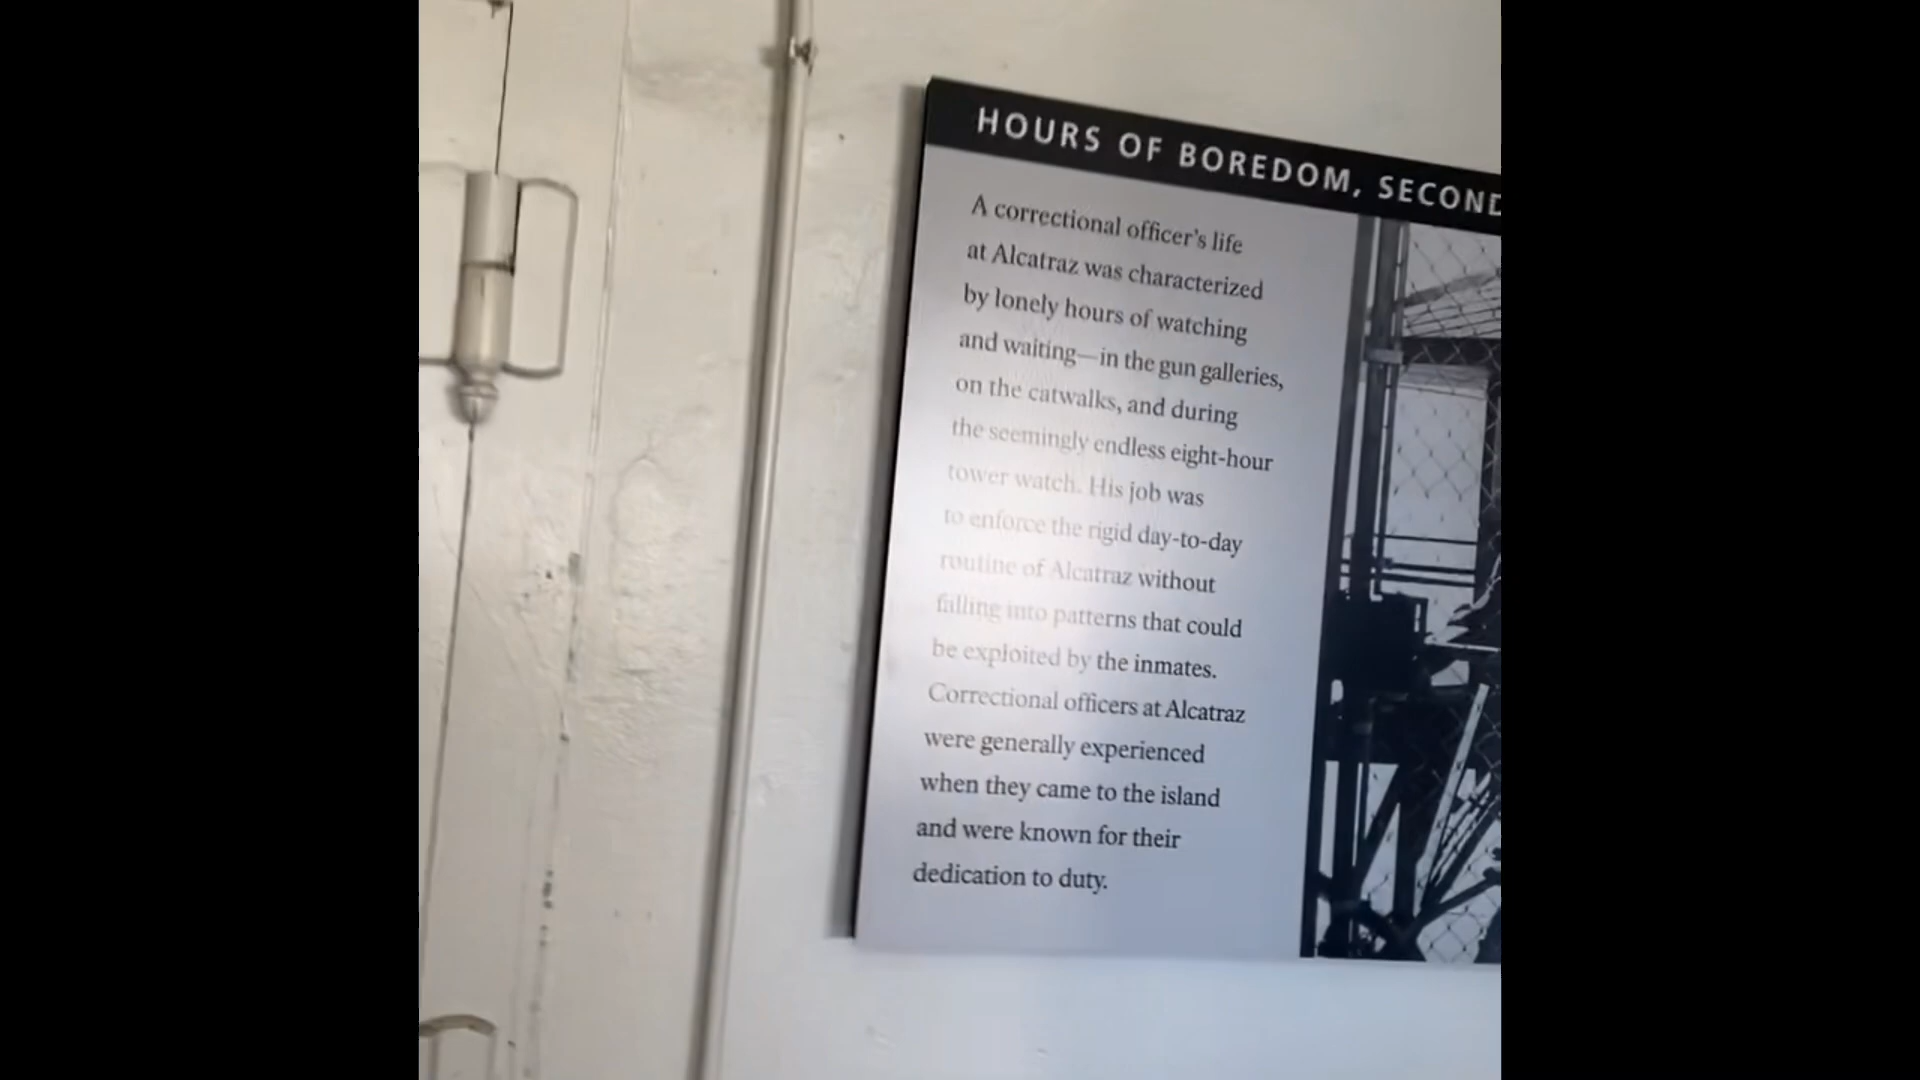 HOURS OF BOREDOM, SECOND
A correctional officer's life
at Alcatraz was characterized
by lonely hours of watching
and waiting—in the gun galleries,
on the catwalks, and during
the seemingly endless eight-hour
tower watch. His job was
to enforce the rigid day-to-day
routine of Alcatraz without
falling into patterns that could
be exploited by the inmates.
Correctional officers at Alcatraz
were generally experienced
when they came to the island
and were known for their
dedication to duty.